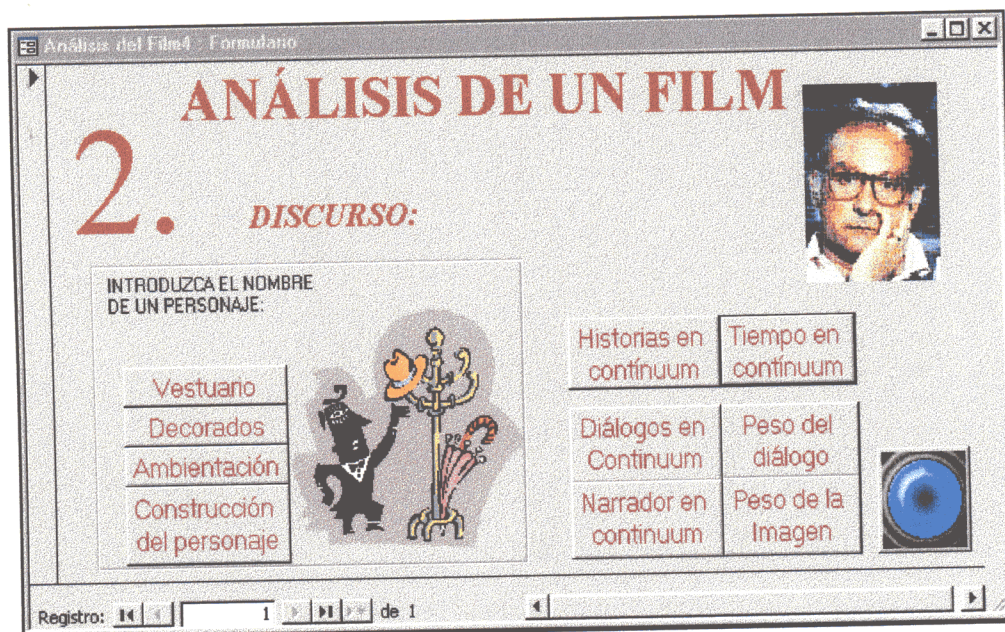 Análisis del Film4 : Formulario
ANÁLISIS DE UN FILM
2.
DISCURSO:
INTRODUZCA EL NOMBRE
DE UN PERSONAJE.
Vestuario
Decorados
Ambientación
Construcción
del personaje
Historias en
contínuum
Tiempo en
contínuum
Diálogos en
Continuum
Peso del
diálogo
Narrador en
continuum
Peso de la
Imagen
Registro: 1 de 1